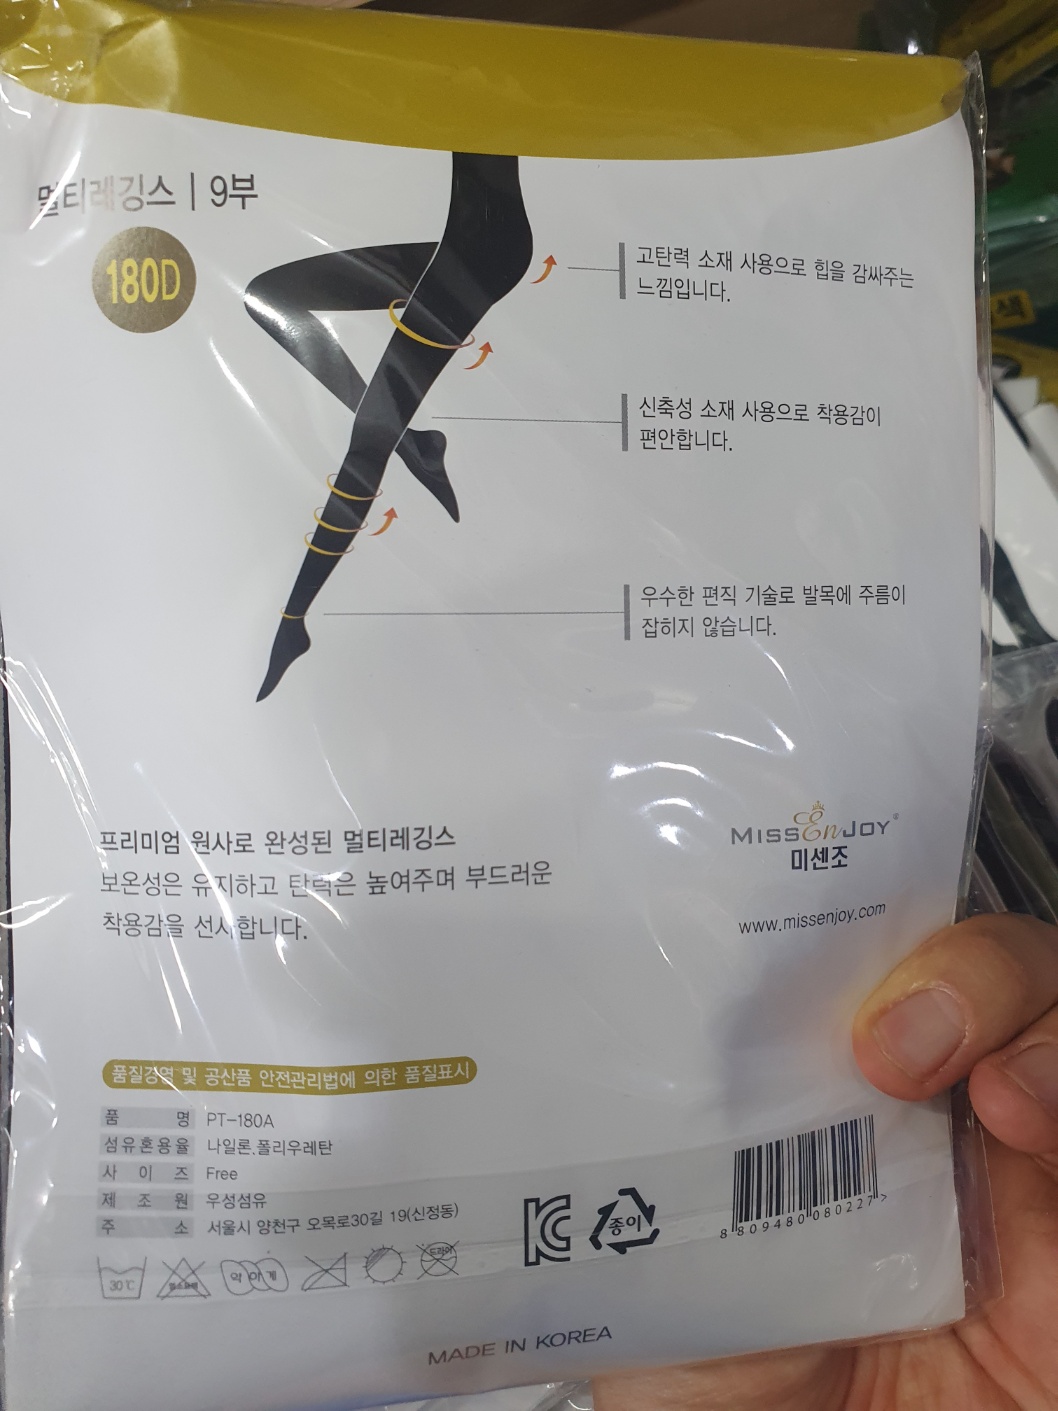 멀티레깅스 | 9부
180D
고탄력 소재 사용으로 힙을 감싸주는
느낌입니다.
신축성 소재 사용으로 착용감이
편안합니다.
우수한 편직 기술로 발목에 주름이
잡히지 않습니다.
프리미엄 원사로 완성된 멀티레깅스
보온성은 유지하고 탄력은 높여주며 부드러운
착용감을 선사합니다.
MISSEnJOY®
미센조
www.missenjoy.com
품질경영 및 공산품 안전관리법에 의한 품질표시
품 명 PT-180A
섬유혼용율 나일론,폴리우레탄
사 이 즈 Free
제 조 원 우성섬유
주 소 서울시 양천구 오목로30길 19(신정동)
30℃
약하게
드라이
종이
8 809480 080227 >
MADE IN KOREA
색